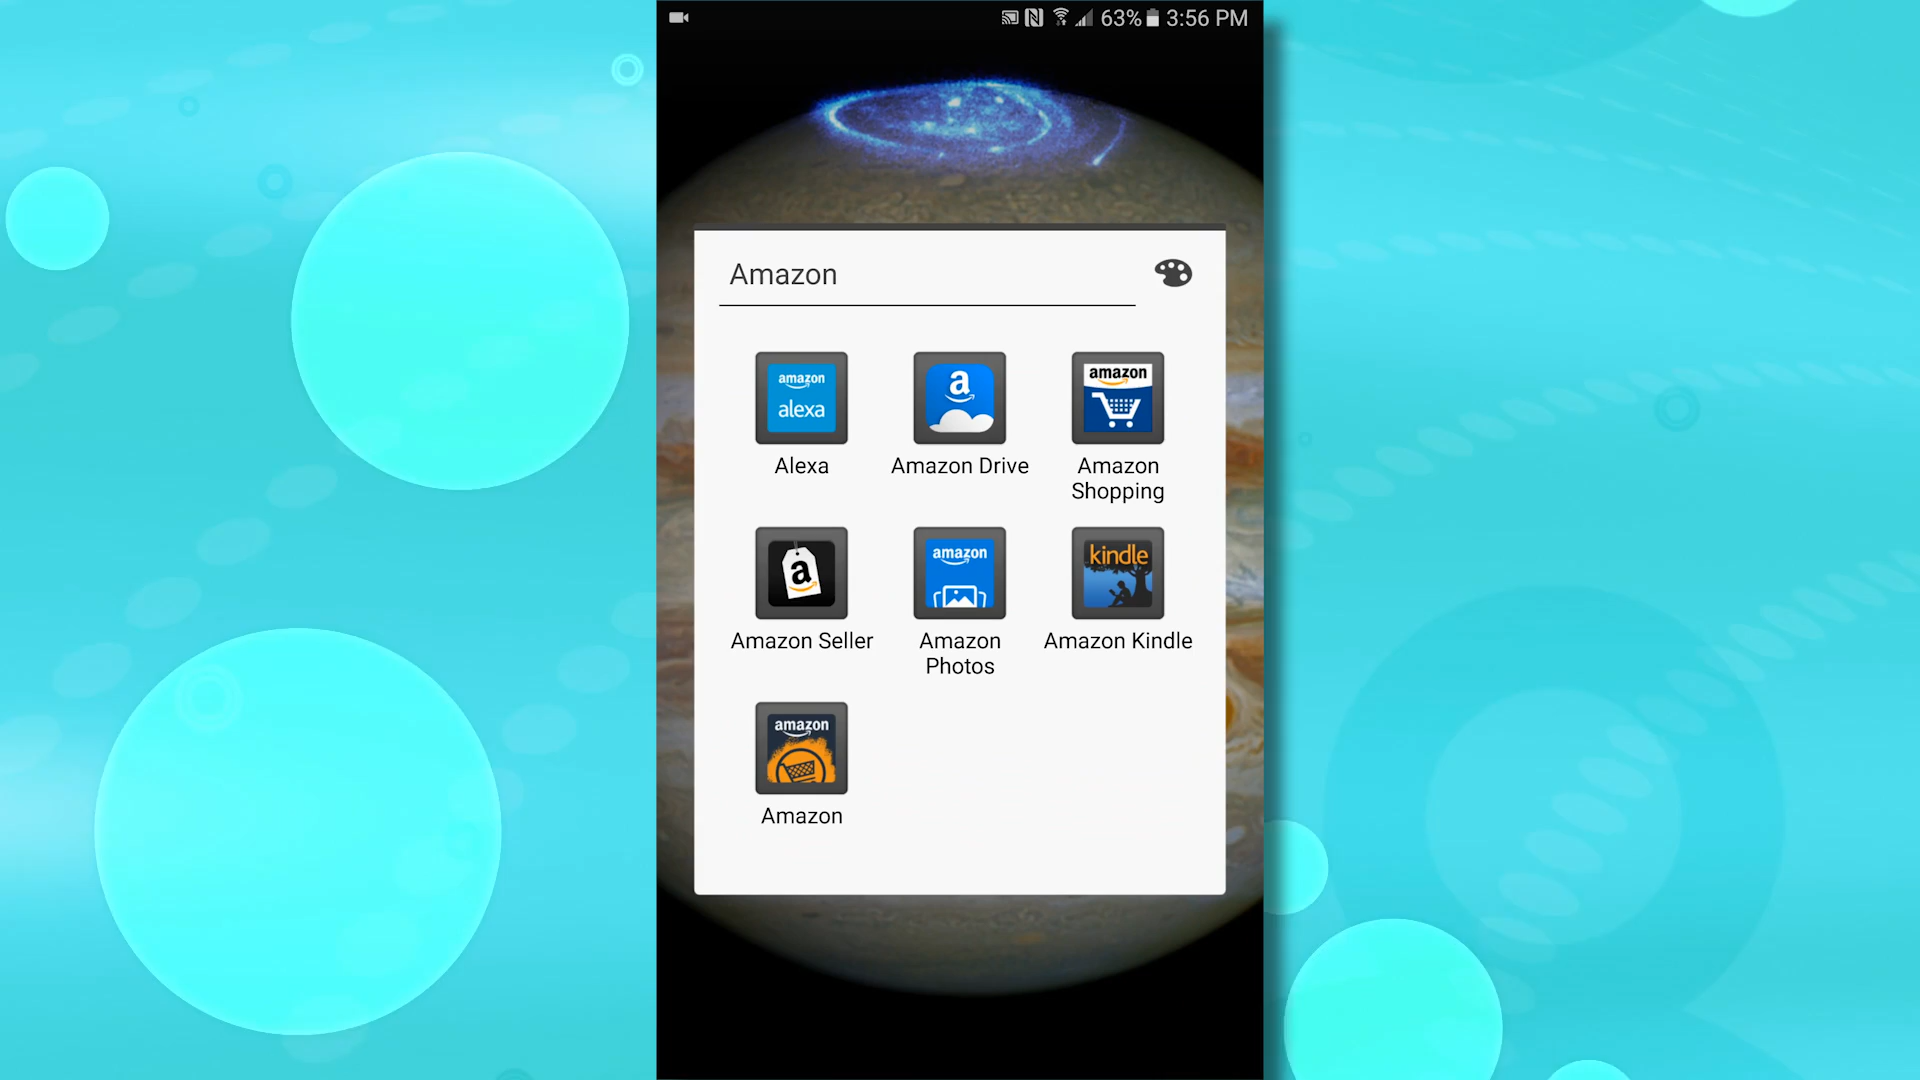 63% 3:56 PM
Amazon
amazon
alexa
a
amazon
Alexa
Amazon Drive
Amazon
Shopping
a
amazon
kindle
Amazon Seller
Amazon
Photos
Amazon Kindle
amazon
Amazon